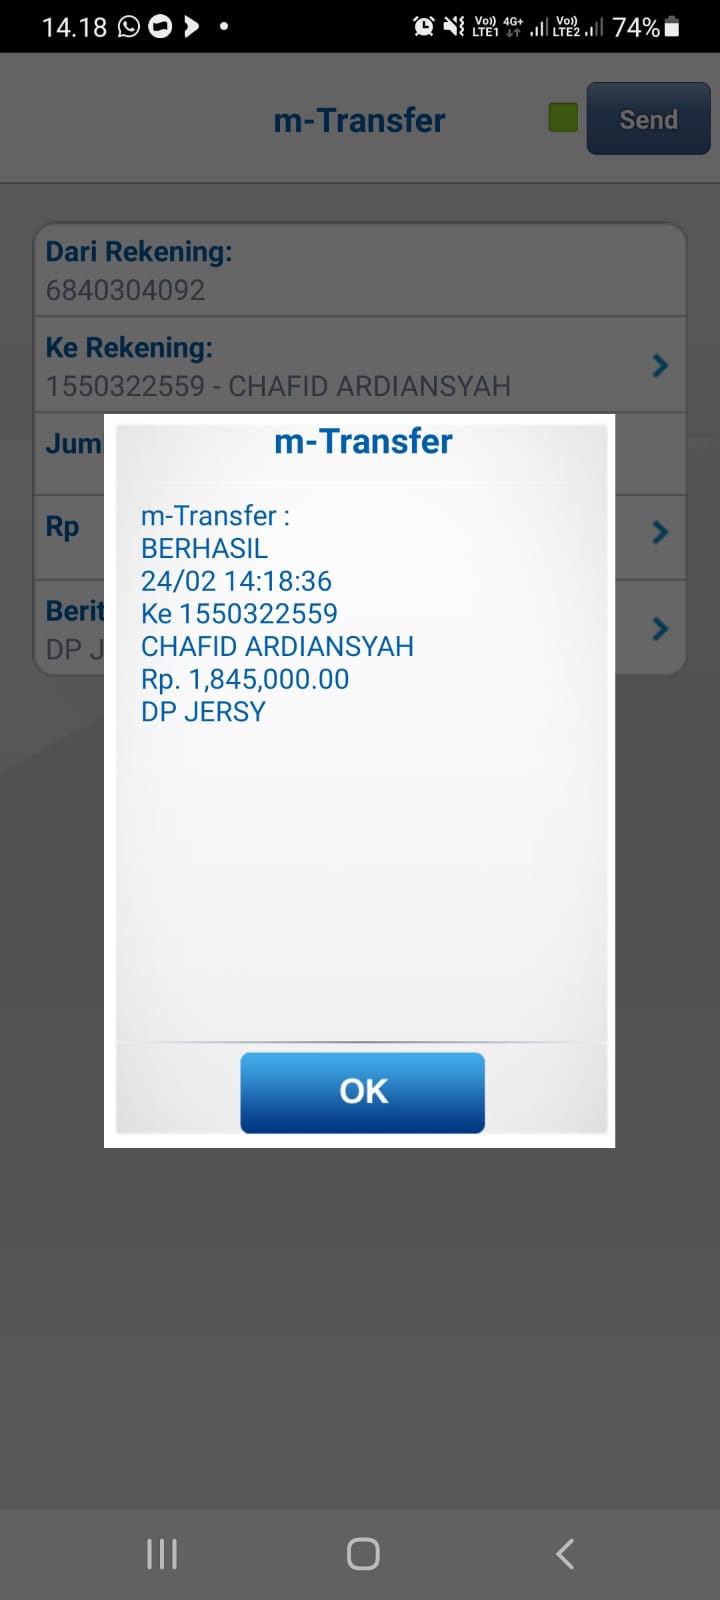 14.18
Vo)) LTE1 4G+ Vo)) LTE2 74%
m-Transfer
Send
Dari Rekening:
6840304092
Ke Rekening:
1550322559 - CHAFID ARDIANSYAH
Rp
DP J
m-Transfer
m-Transfer :
BERHASIL
24/02 14:18:36
Ke 1550322559
CHAFID ARDIANSYAH
Rp. 1,845,000.00
DP JERSY
OK